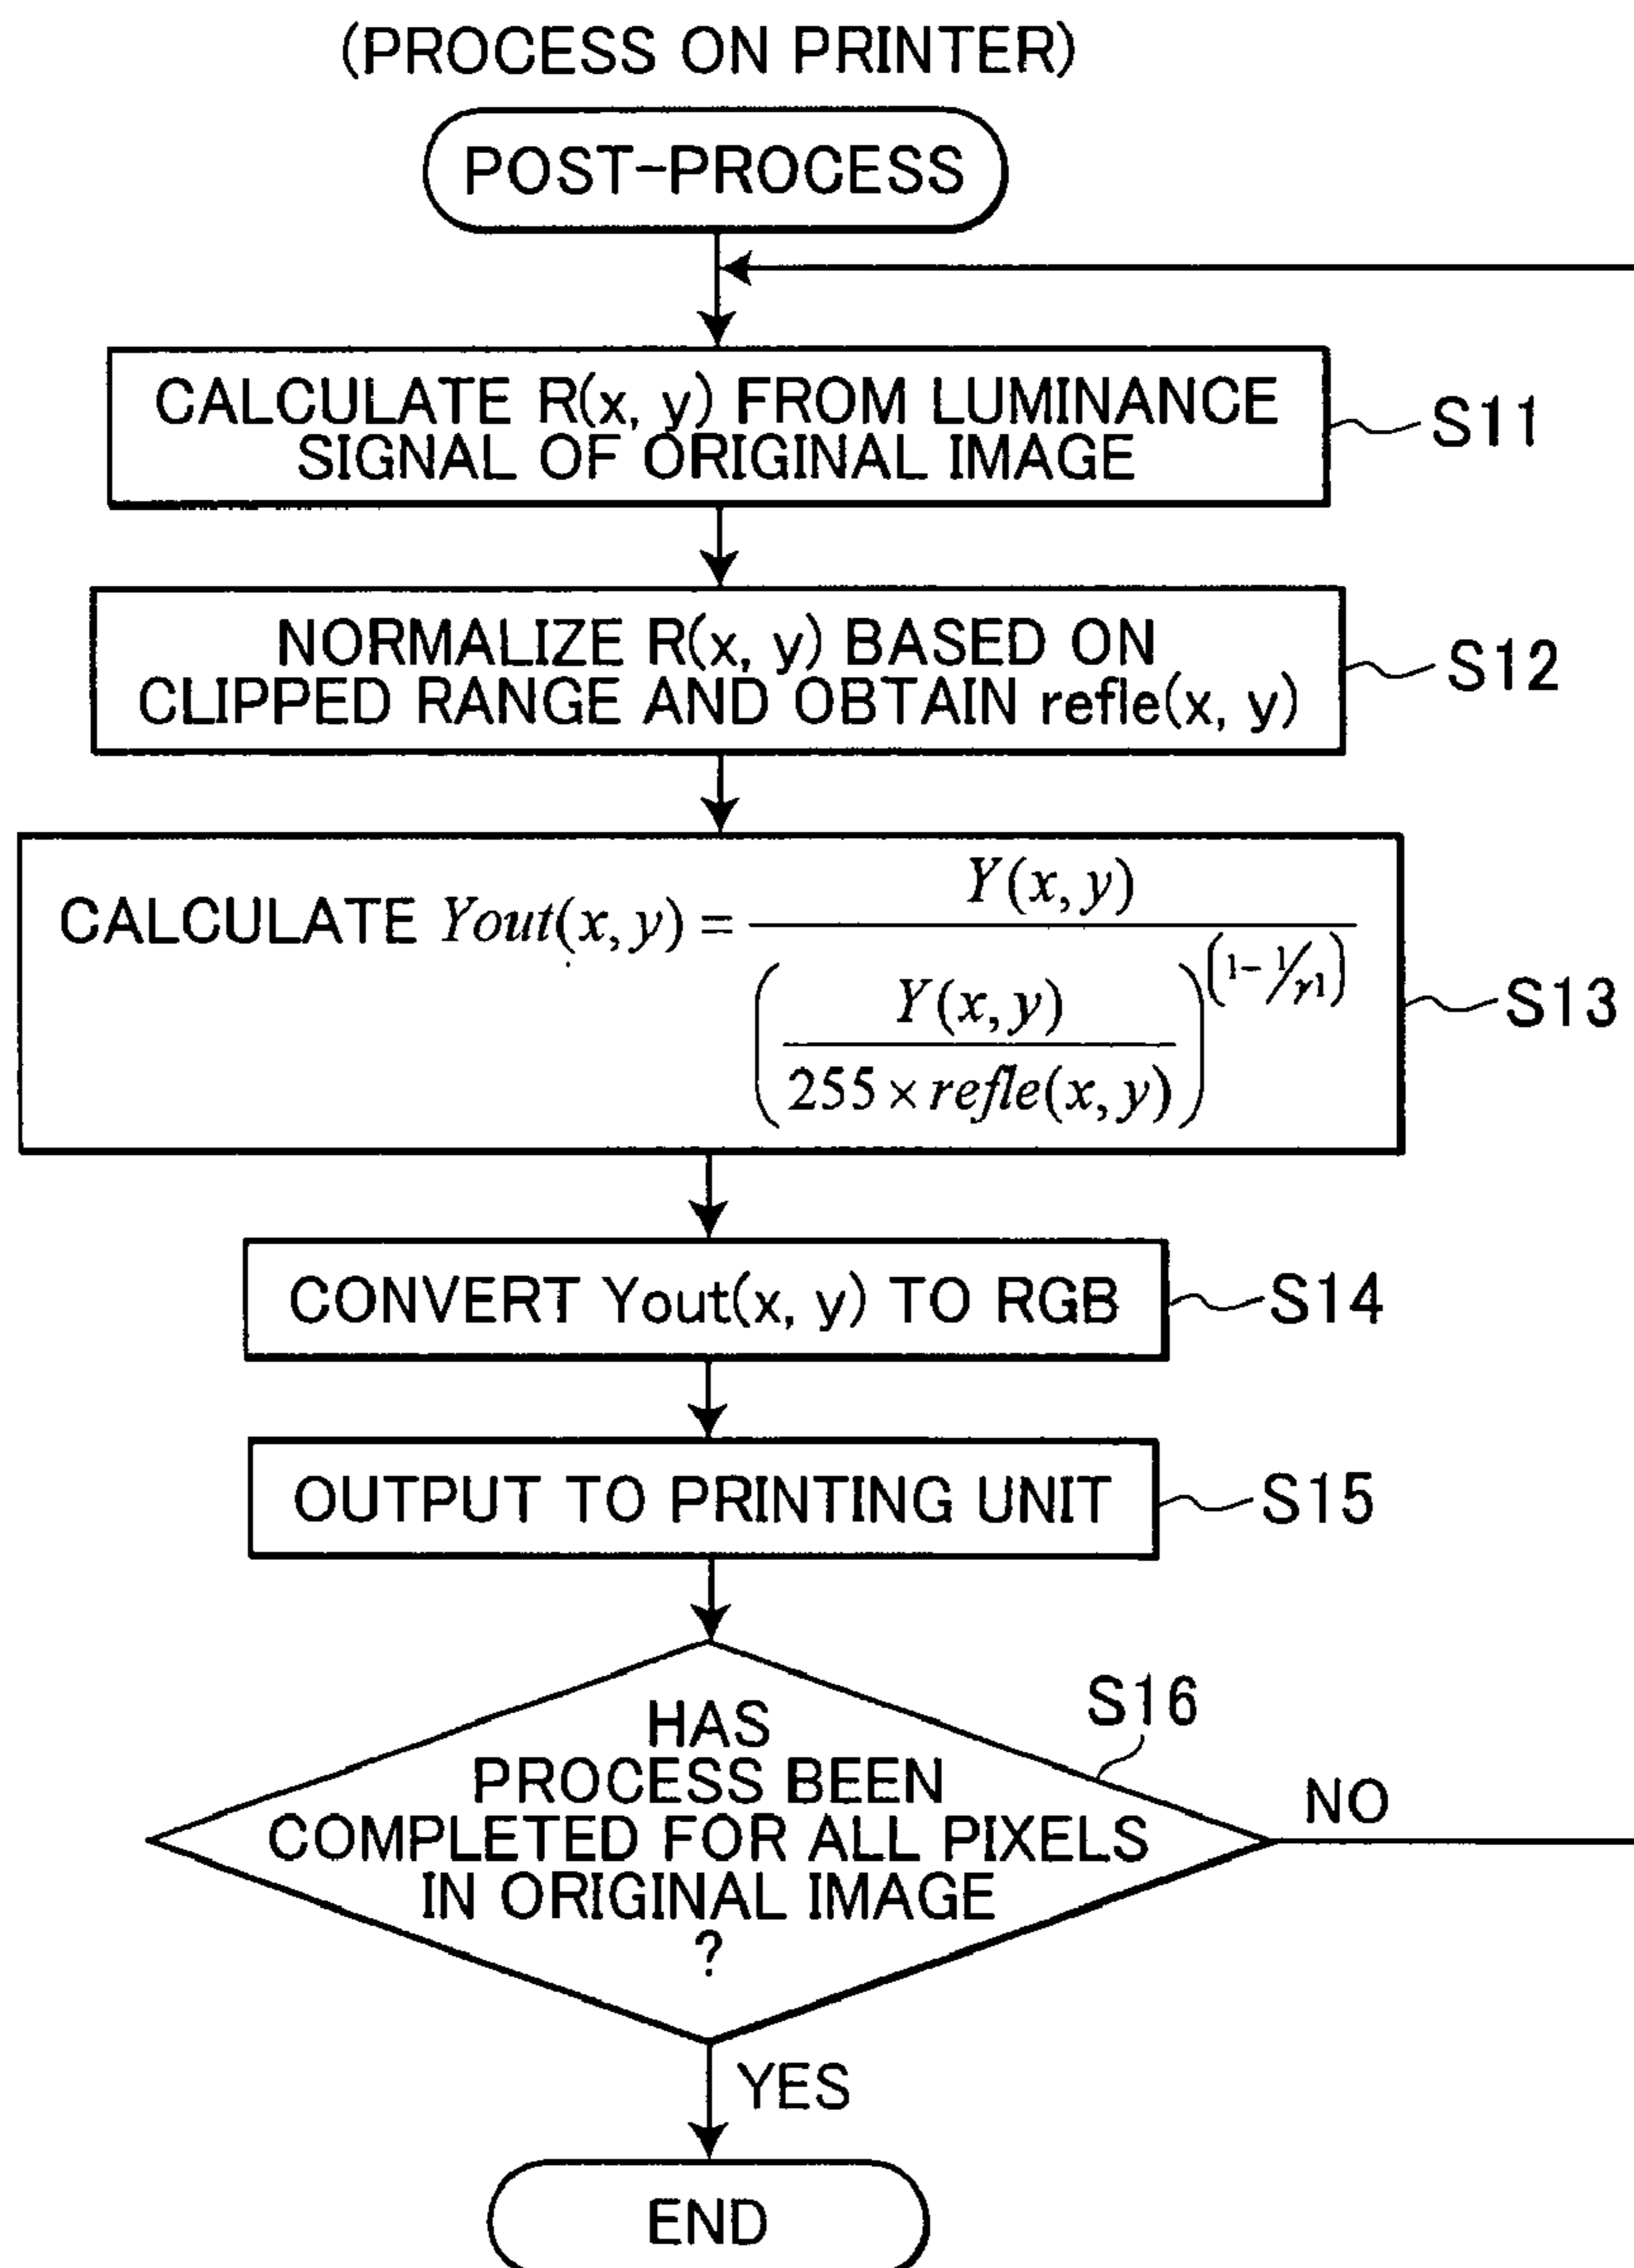 (PROCESS ON PRINTER)
POST-PROCESS
CALCULATE R(x, y) FROM LUMINANCE
SIGNAL OF ORIGINAL IMAGE
S11
NORMALIZE R(x, y) BASED ON
CLIPPED RANGE AND OBTAIN refle(x, y)
S12
CALCULATE Yout(x, y) = Y(x, y)
(Y(x, y) / 255 × refle(x, y))^(1- 1/γ1)
S13
CONVERT Yout(x, y) TO RGB
S14
OUTPUT TO PRINTING UNIT
S15
S16
HAS
PROCESS BEEN
COMPLETED FOR ALL PIXELS
IN ORIGINAL IMAGE
?
NO
YES
END